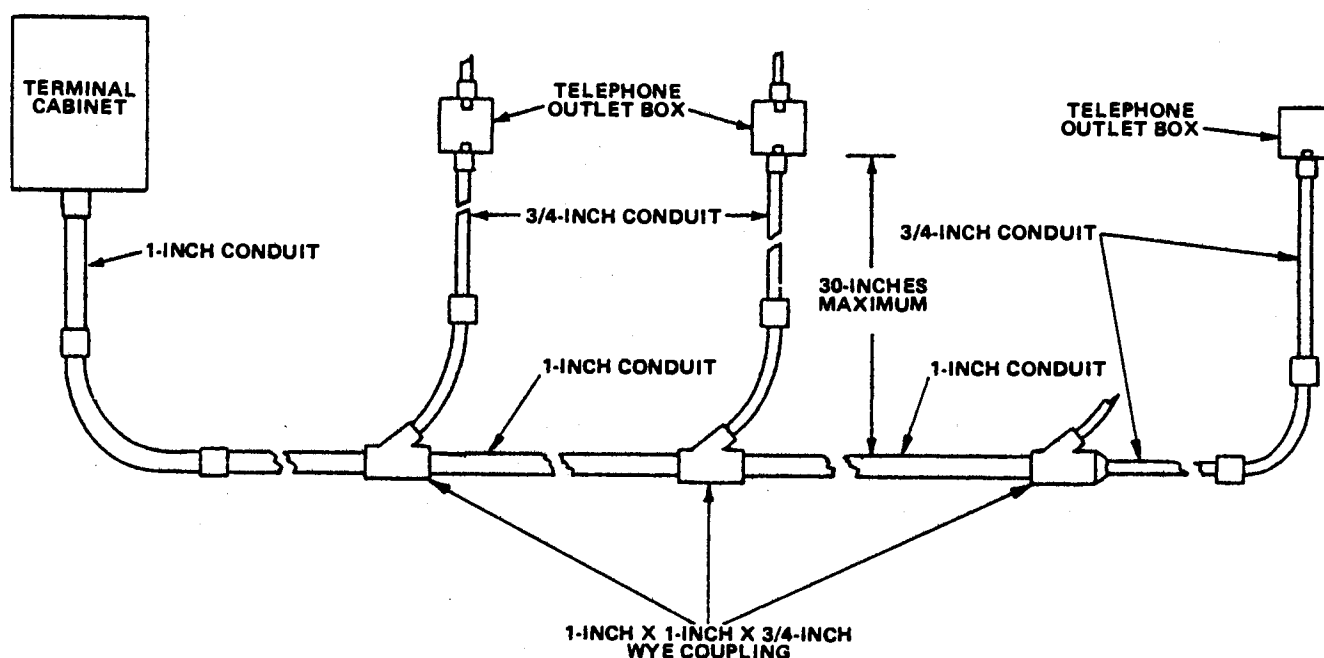 TERMINAL
CABINET
TELEPHONE
OUTLET BOX
TELEPHONE
OUTLET BOX
3/4-INCH CONDUIT
3/4-INCH CONDUIT
1-INCH CONDUIT
30-INCHES
MAXIMUM
1-INCH CONDUIT
1-INCH CONDUIT
1-INCH X 1-INCH X 3/4-INCH
WYE COUPLING